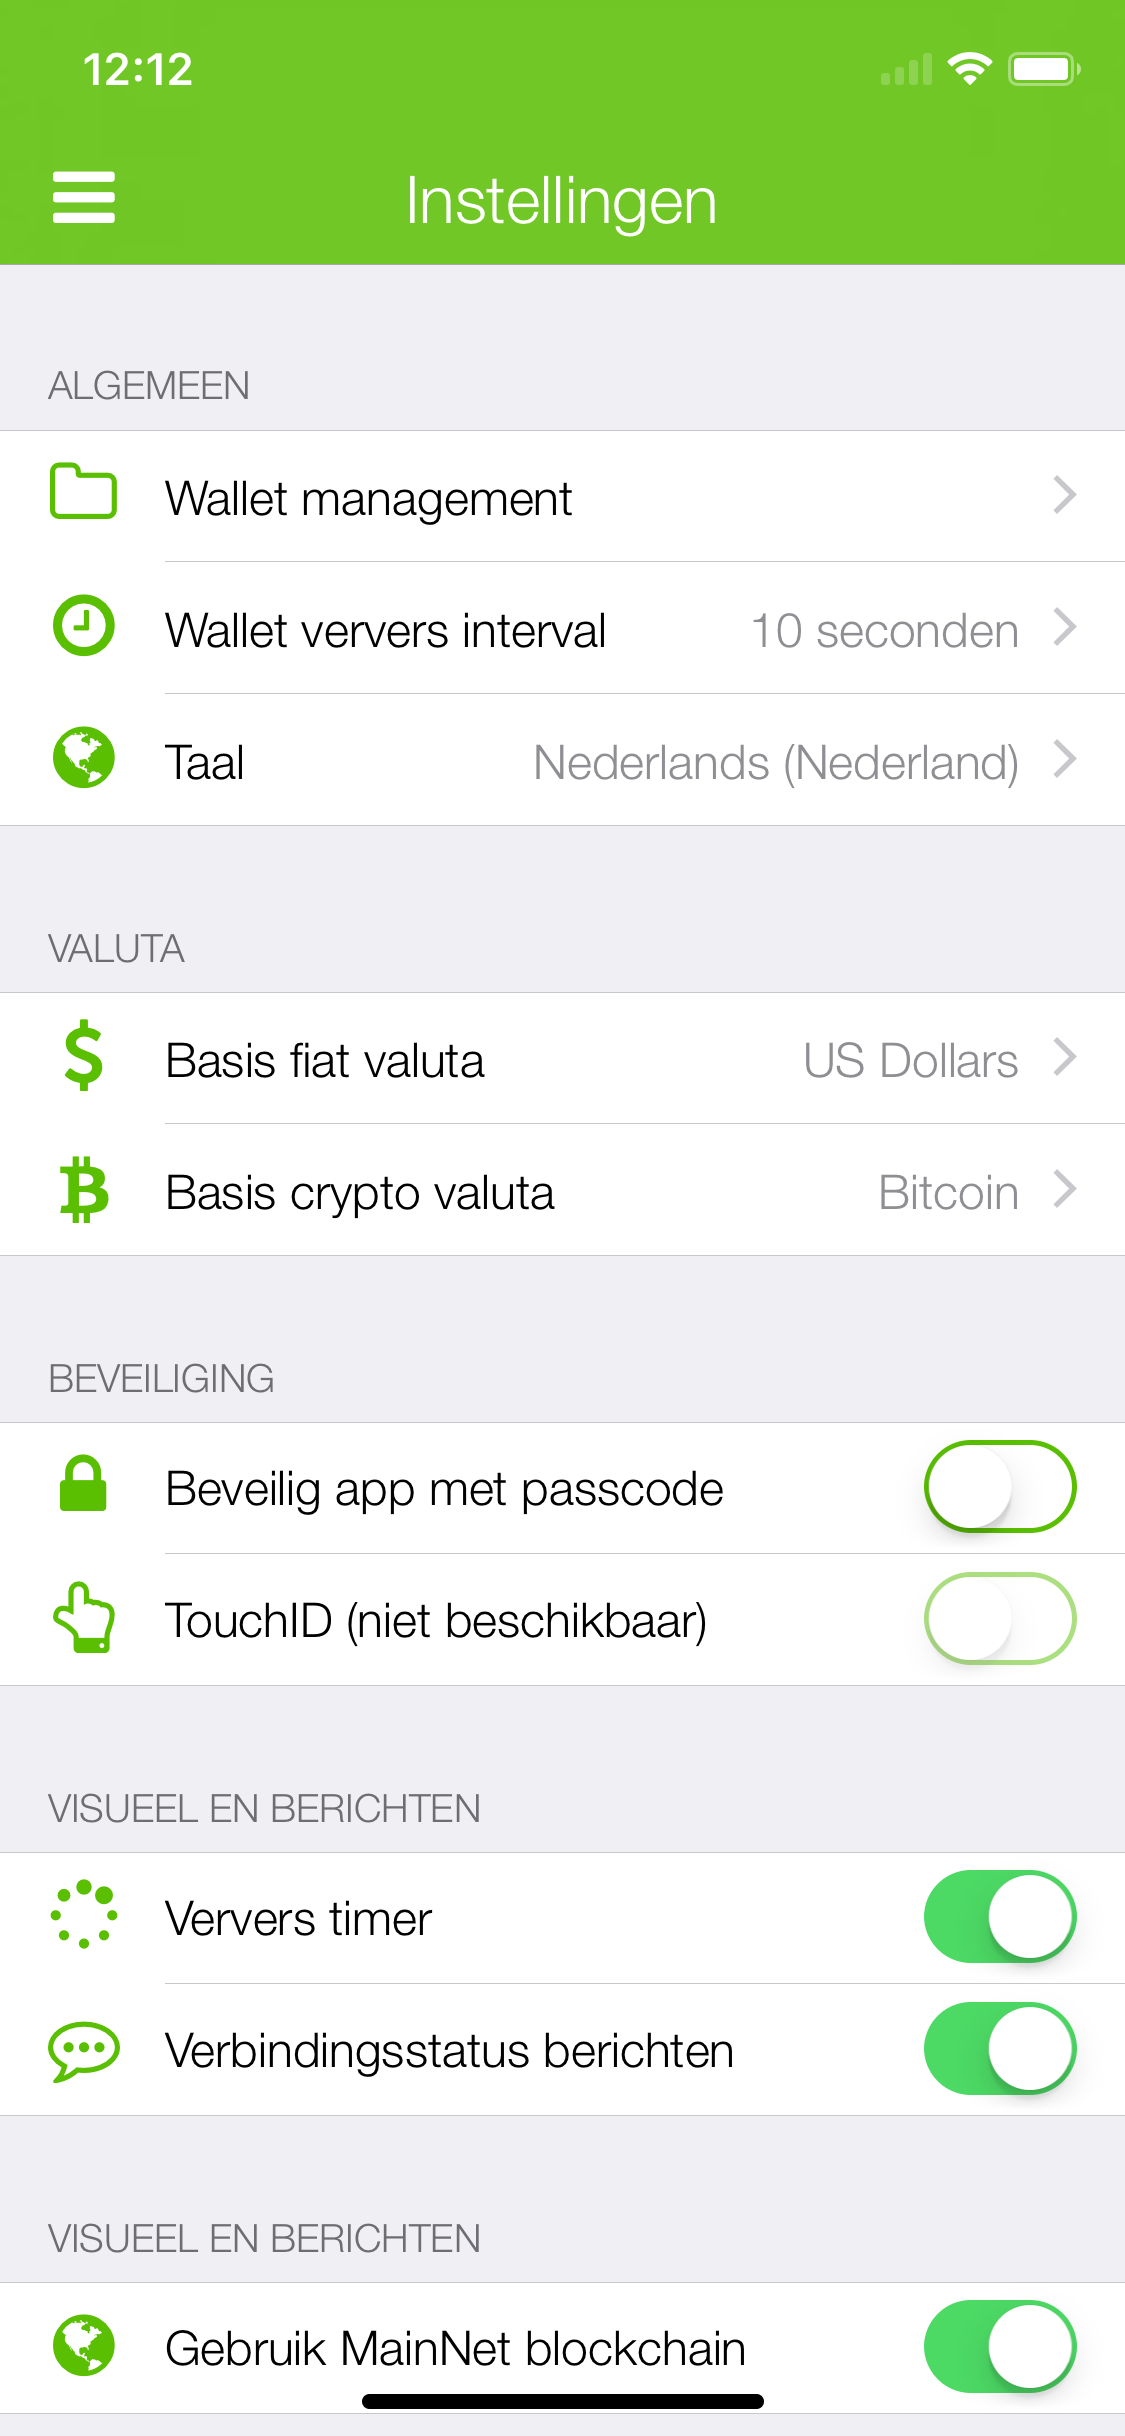 12:12
Instellingen
ALGEMEEN
Wallet management
Wallet ververs interval 10 seconden
Taal Nederlands (Nederland)
VALUTA
Basis fiat valuta US Dollars
Basis crypto valuta Bitcoin
BEVEILIGING
Beveilig app met passcode
TouchID (niet beschikbaar)
VISUEEL EN BERICHTEN
Ververs timer
Verbindingsstatus berichten
VISUEEL EN BERICHTEN
Gebruik MainNet blockchain